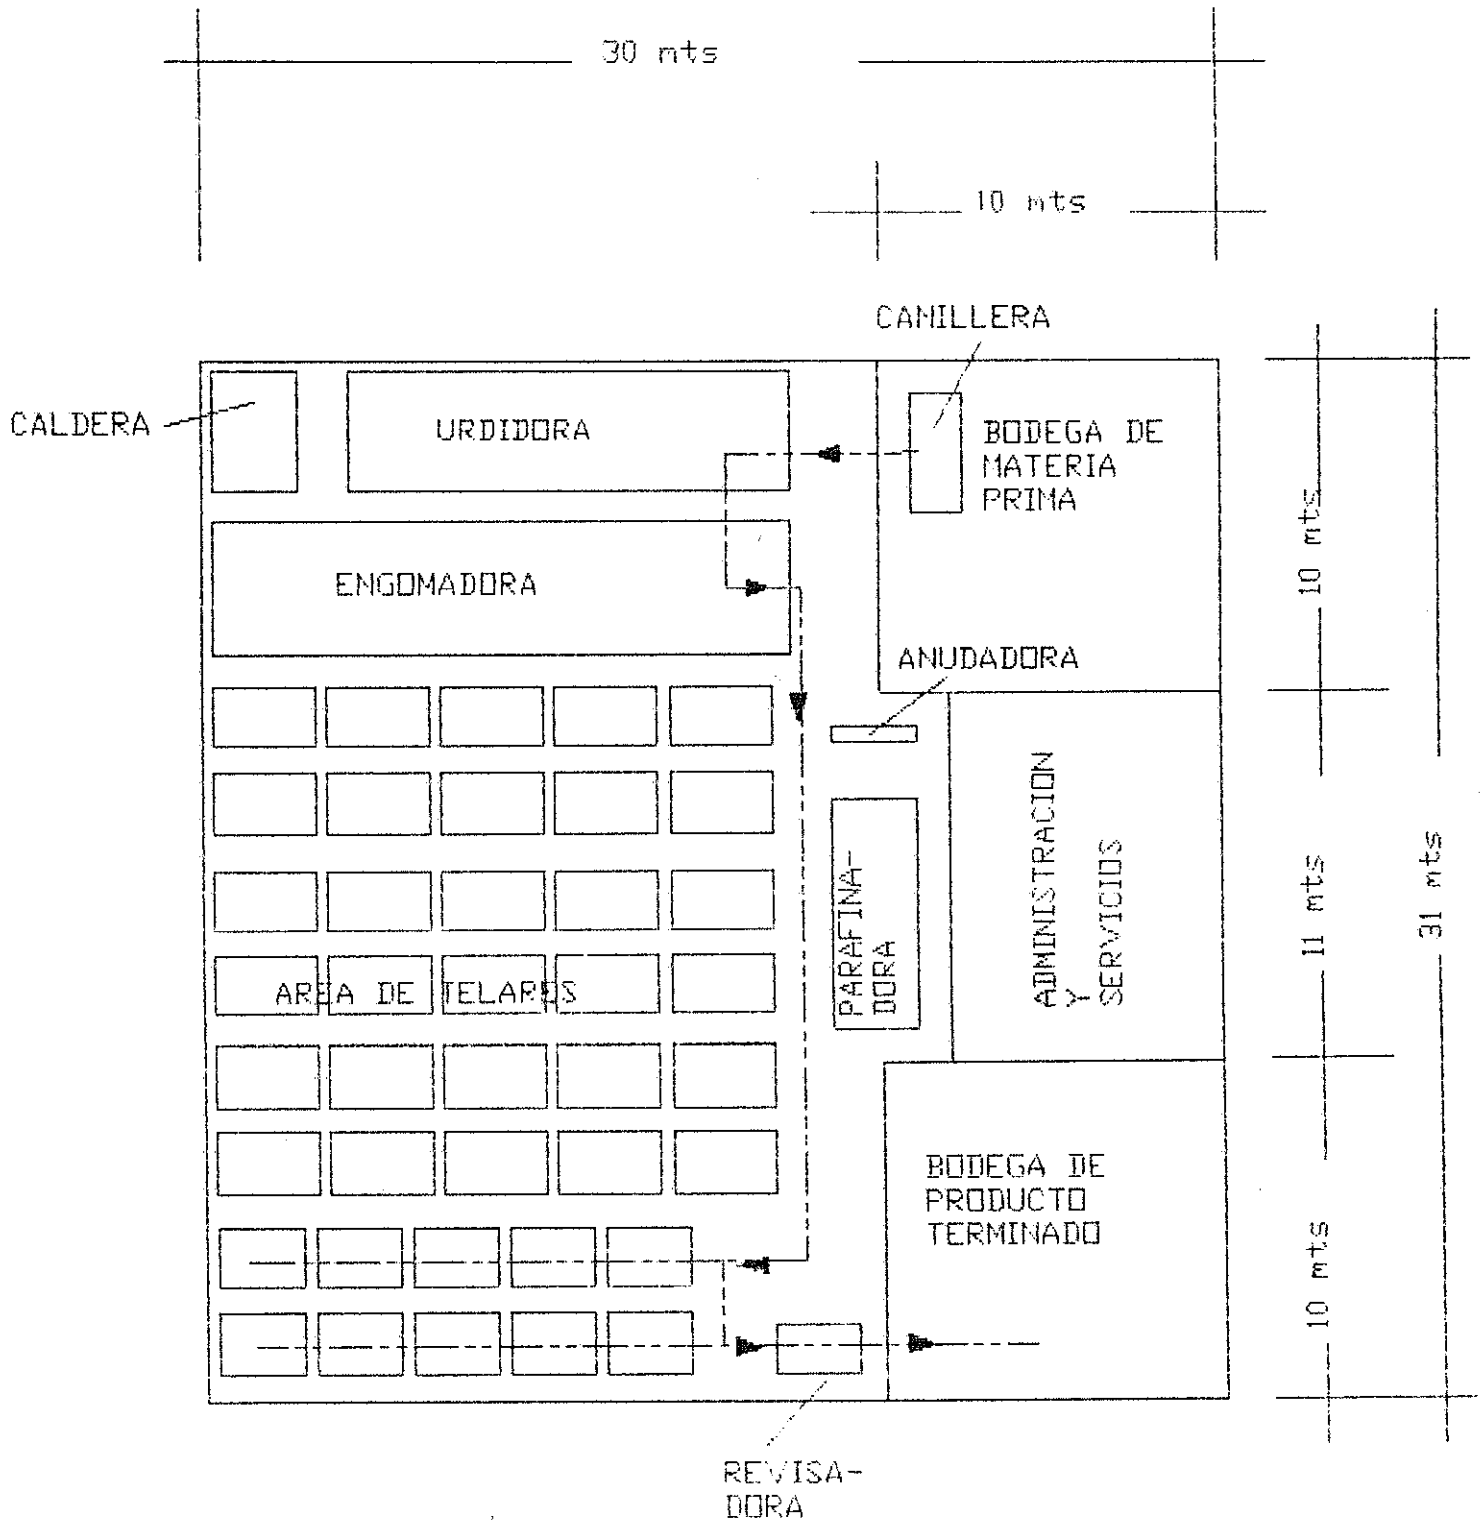 30 mts
10 mts
CANILLERA
CALDERA
URDIDORA
BODEGA DE
MATERIA
PRIMA
10 mts
ENGOMADORA
ANUDADORA
ADMINISTRACION
Y
SERVICIOS
11 mts
31 mts
PARAFINA-
DORA
AREA DE TELARES
BODEGA DE
PRODUCTO
TERMINADO
10 mts
REVISA-
DORA